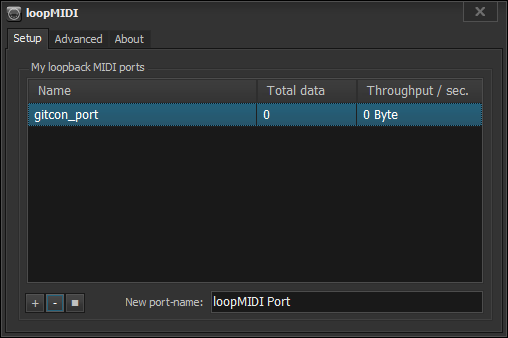 loopMIDI
Setup Advanced About
My loopback MIDI ports
Name Total data Throughput / sec.
gitcon_port 0 0 Byte
+ - New port-name: loopMIDI Port